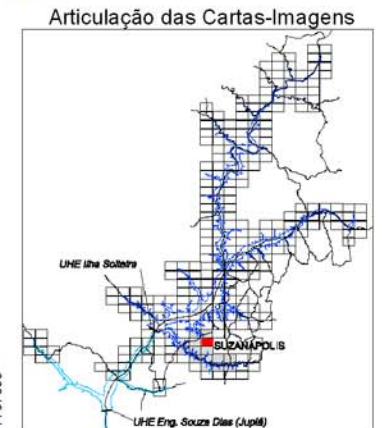 Articulação das Cartas-Imagens
UHE Ilha Solteira
SUZANÁPOLIS
UHE Eng. Souza Dias (Jupiá)